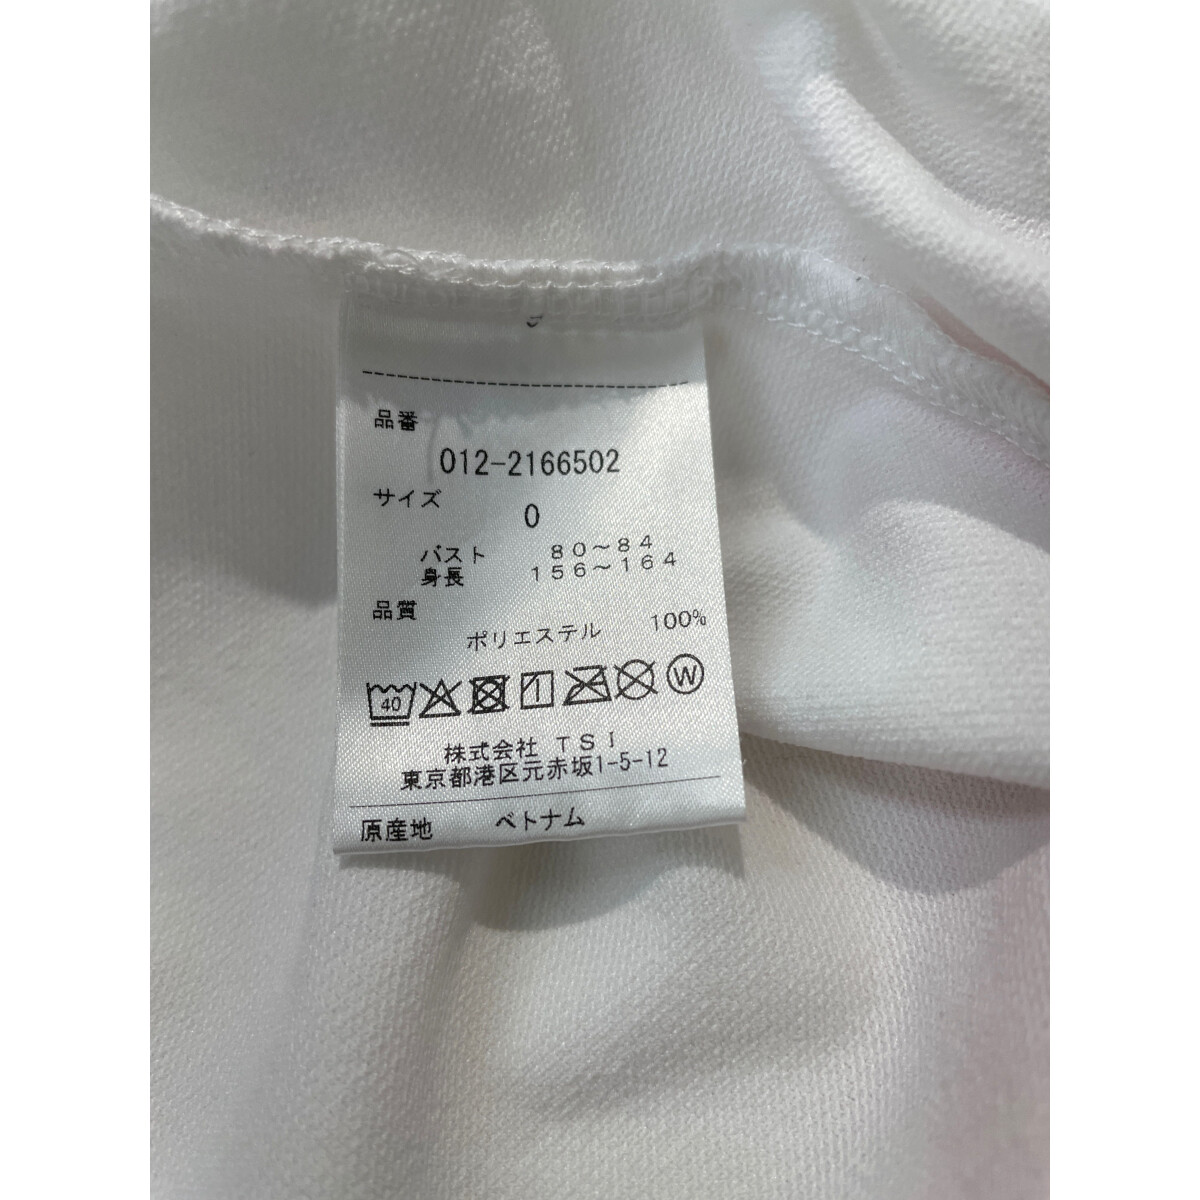 品番
012-2166502
サイズ
0
バスト 80～84
身長 156～164
品質
ポリエステル 100%
40 W
株式会社 TSI
東京都港区元赤坂1-5-12
原産地 ベトナム